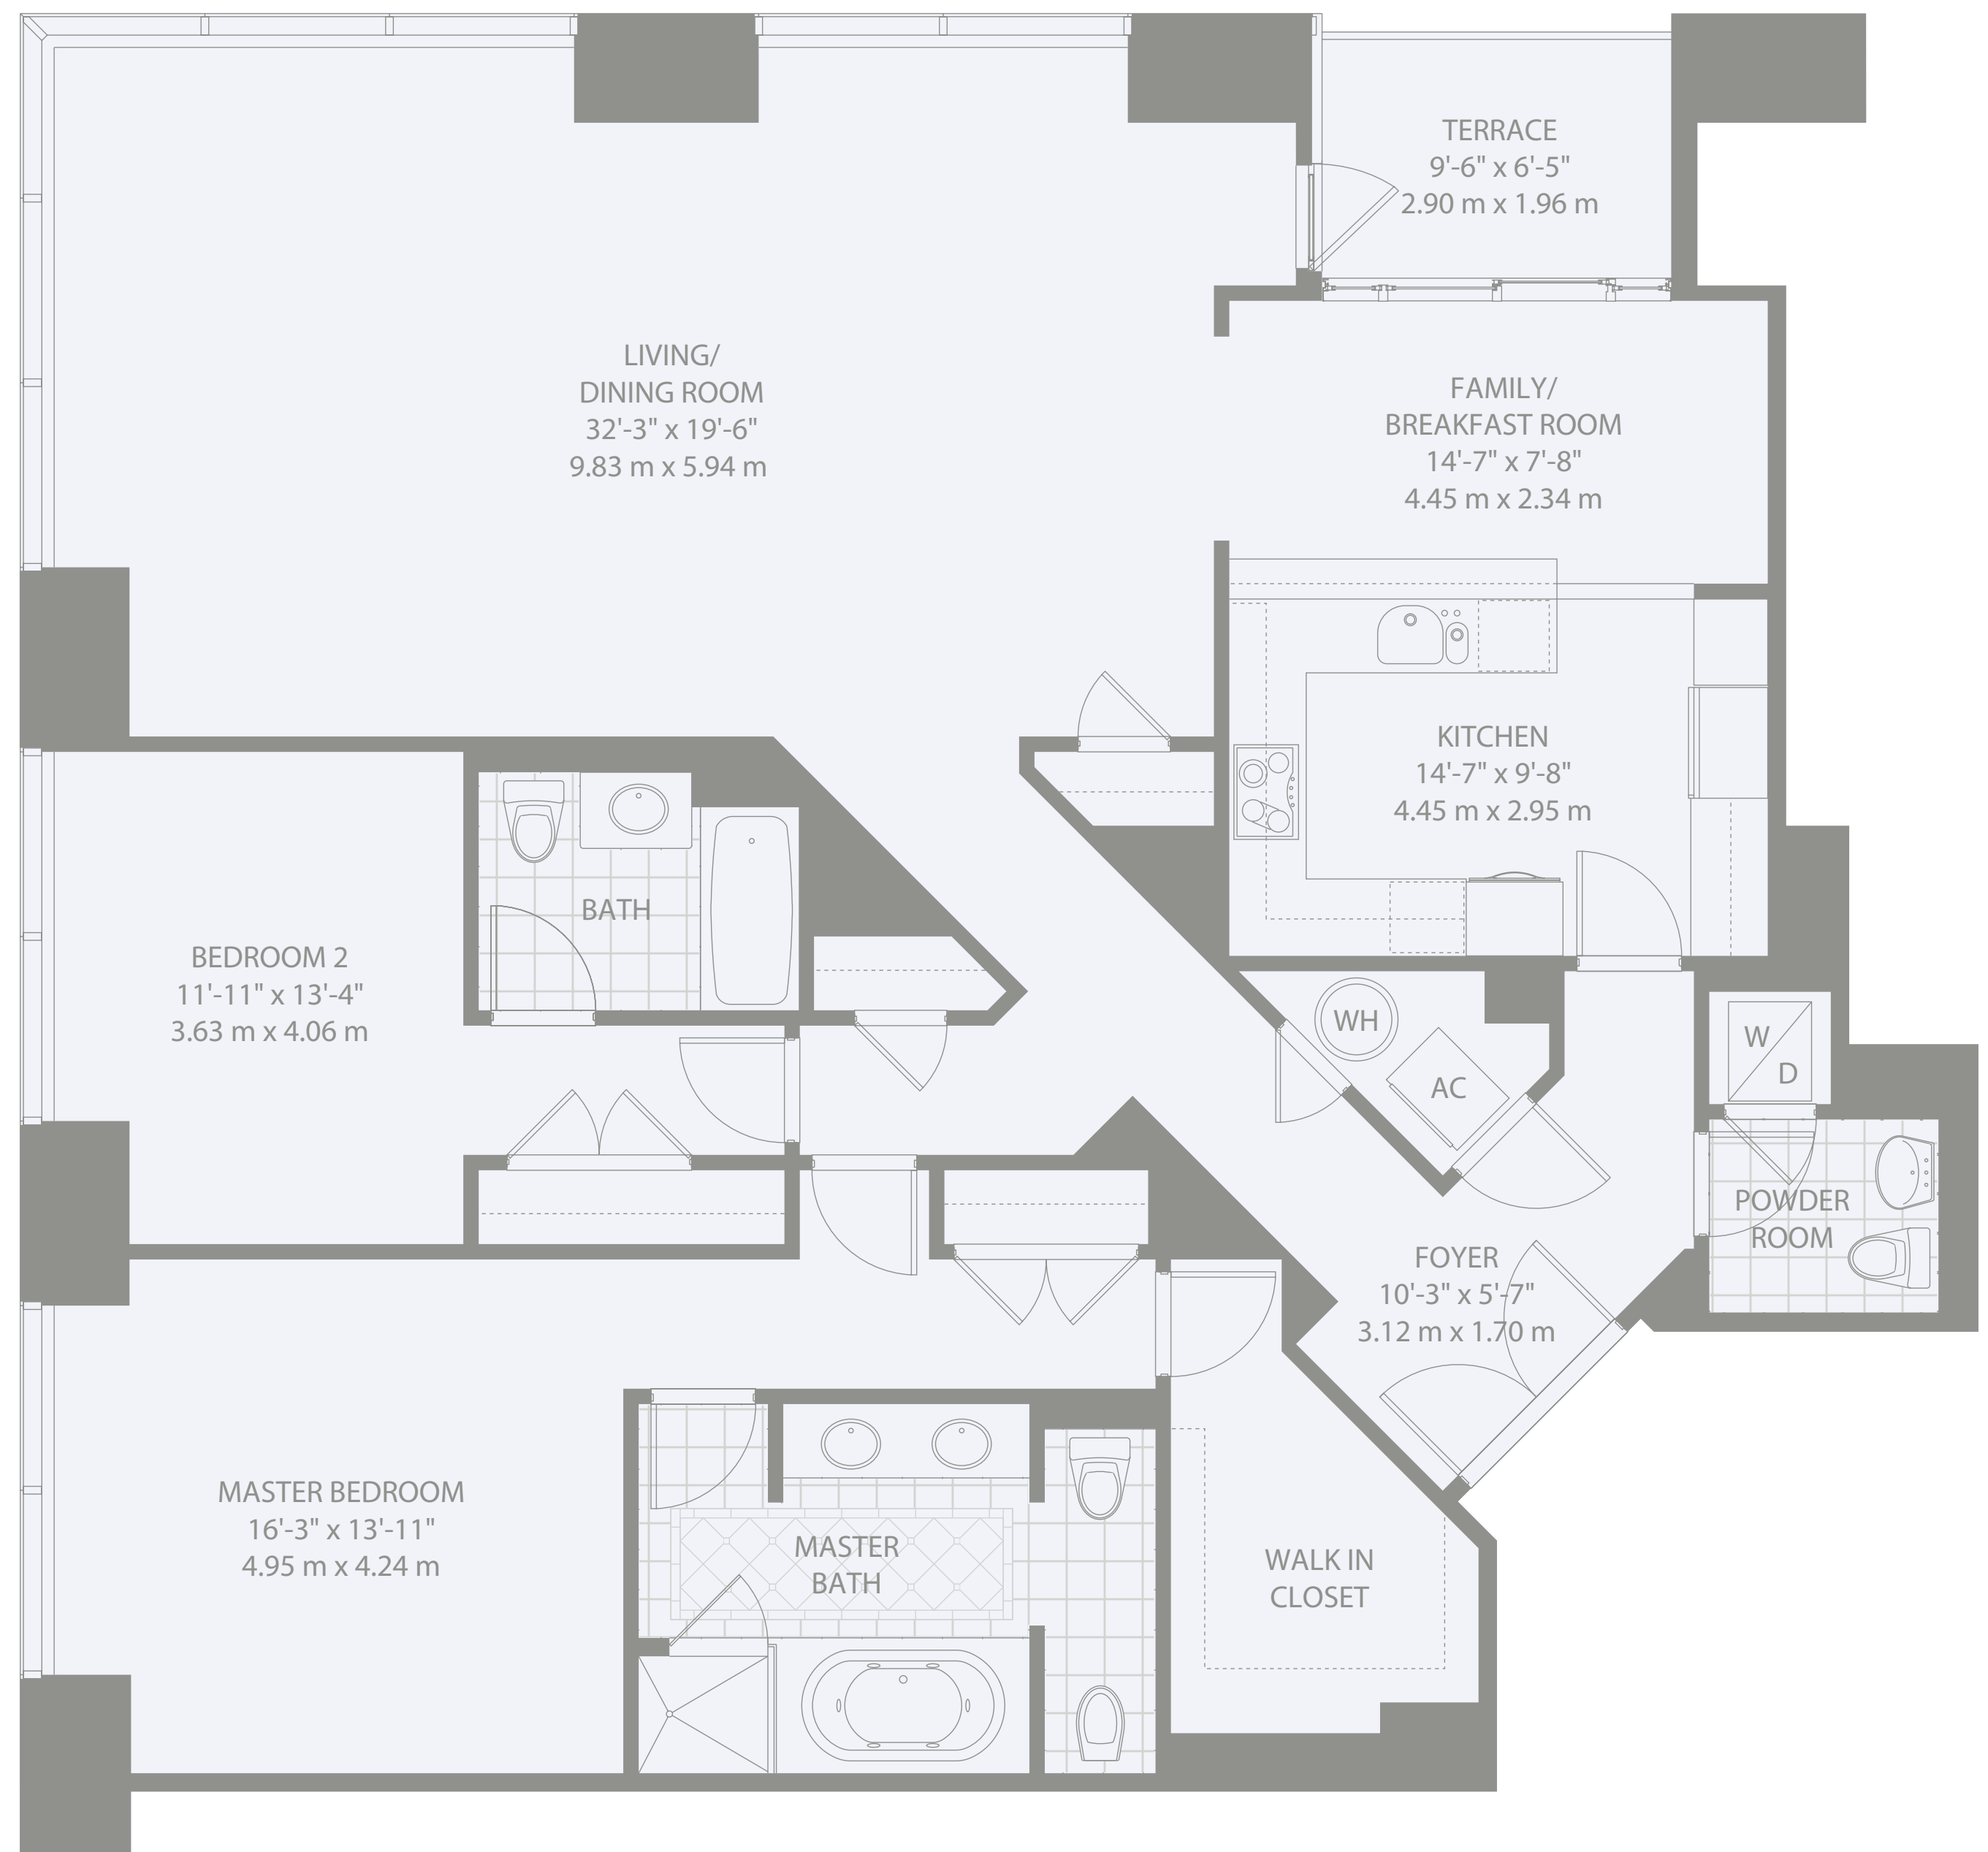 TERRACE
9'-6" x 6'-5"
2.90 m x 1.96 m
LIVING/
DINING ROOM
32'-3" x 19'-6"
9.83 m x 5.94 m
FAMILY/
BREAKFAST ROOM
14'-7" x 7'-8"
4.45 m x 2.34 m
KITCHEN
14'-7" x 9'-8"
4.45 m x 2.95 m
BATH
BEDROOM 2
11'-11" x 13'-4"
3.63 m x 4.06 m
WH
AC
W
D
POWDER
ROOM
FOYER
10'-3" x 5'-7"
3.12 m x 1.70 m
MASTER BEDROOM
16'-3" x 13'-11"
4.95 m x 4.24 m
MASTER
BATH
WALK IN
CLOSET